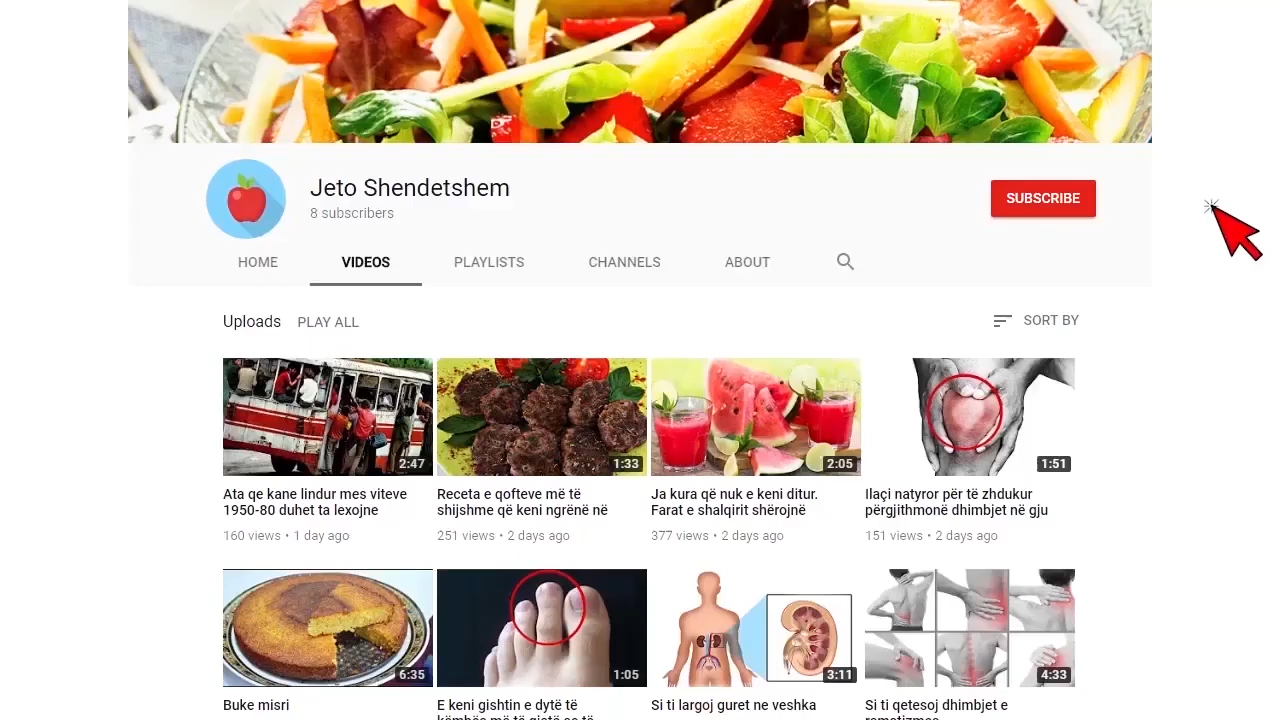 Jeto Shendetshem
8 subscribers
SUBSCRIBE
HOME VIDEOS PLAYLISTS CHANNELS ABOUT
Uploads PLAY ALL
SORT BY
2:47
1:33
2:05
1:51
Ata qe kane lindur mes viteve
1950-80 duhet ta lexojne
160 views • 1 day ago
Receta e qofteve më të
shijshme që keni ngrënë në
251 views • 2 days ago
Ja kura që nuk e keni ditur.
Farat e shalqirit shërojnë
377 views • 2 days ago
Ilaçi natyror për të zhdukur
përgjithmonë dhimbjet në gju
151 views • 2 days ago
6:35
1:05
3:11
4:33
Buke misri
E keni gishtin e dytë të
Si ti largoj guret ne veshka
Si ti qetesoj dhimbjet e